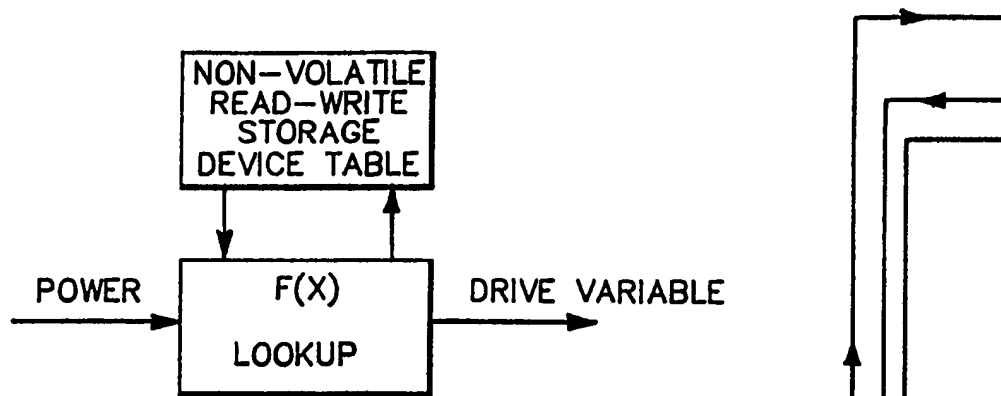 NON-VOLATILE
READ-WRITE
STORAGE
DEVICE TABLE
POWER
F(X)
LOOKUP
DRIVE VARIABLE